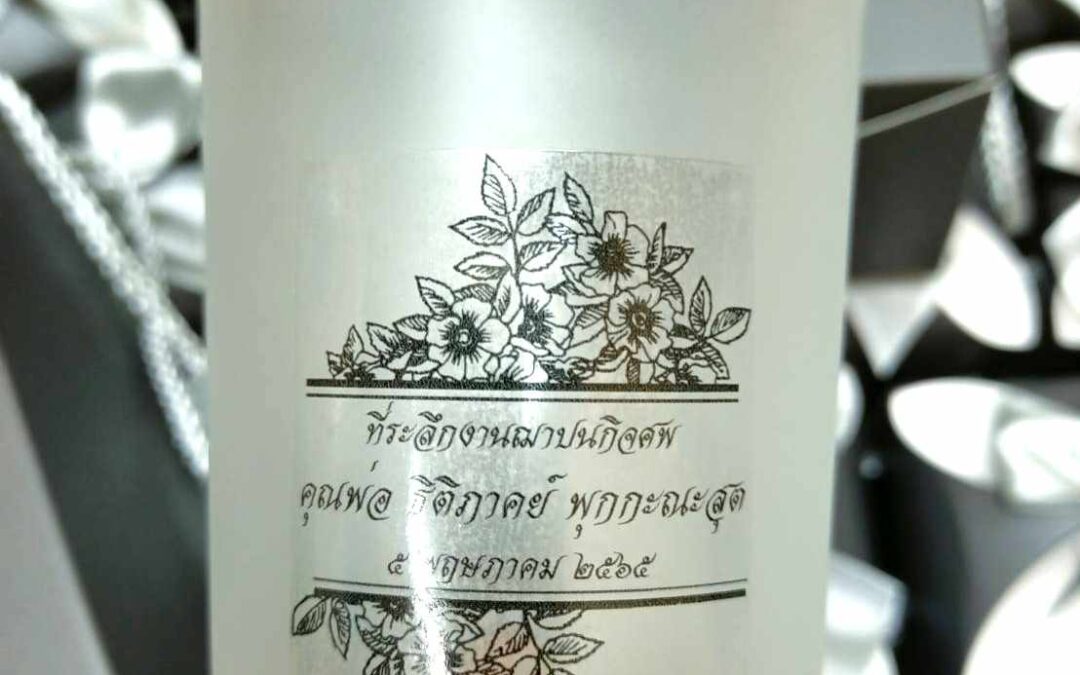 ที่ระลึกงานฌาปนกิจศพ
คุณพ่อ ธิติภาคย์ พุกกะณะสุต
๕ พฤษภาคม ๒๕๖๕